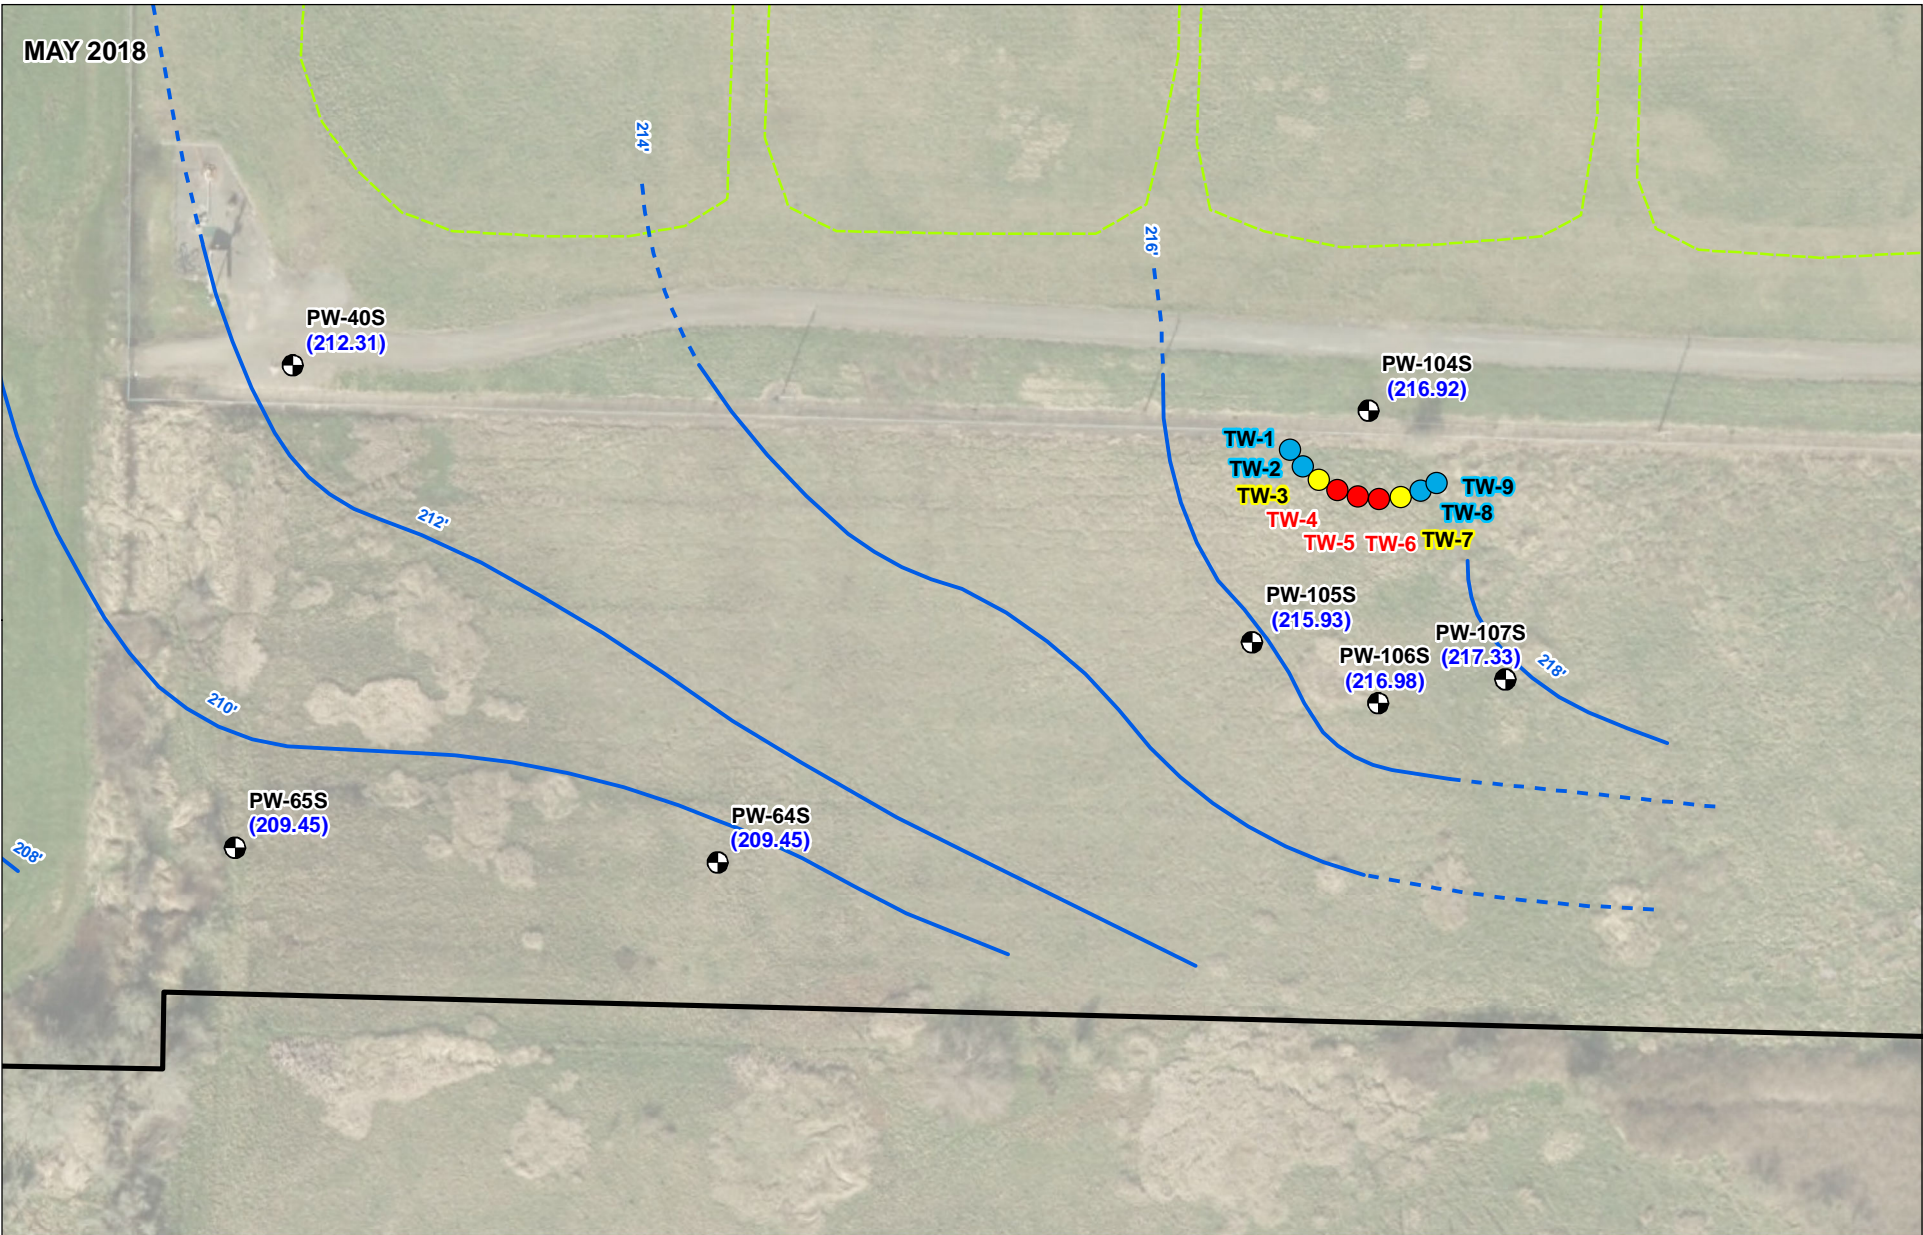 MAY 2018
214'
216'
PW-40S
(212.31)
PW-104S
(216.92)
TW-1
TW-2
TW-3
TW-4
TW-5
TW-6
TW-7
TW-8
TW-9
212'
PW-105S
(215.93)
PW-106S
(216.98)
PW-107S
(217.33)
218'
210'
PW-65S
(209.45)
PW-64S
(209.45)
208'